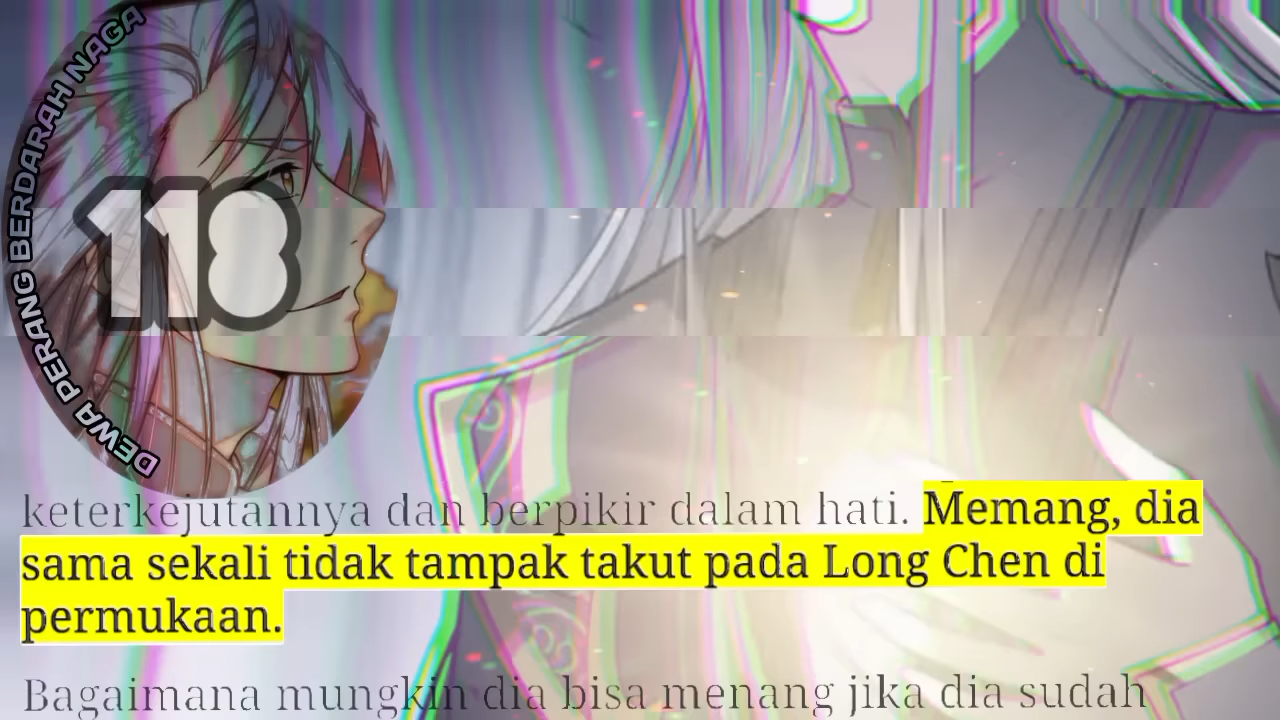 DEWA PERANG BERDARAH NAGA
118
keterkejutannya dan berpikir dalam hati. Memang, dia
sama sekali tidak tampak takut pada Long Chen di
permukaan.
Bagaimana mungkin dia bisa menang jika dia sudah